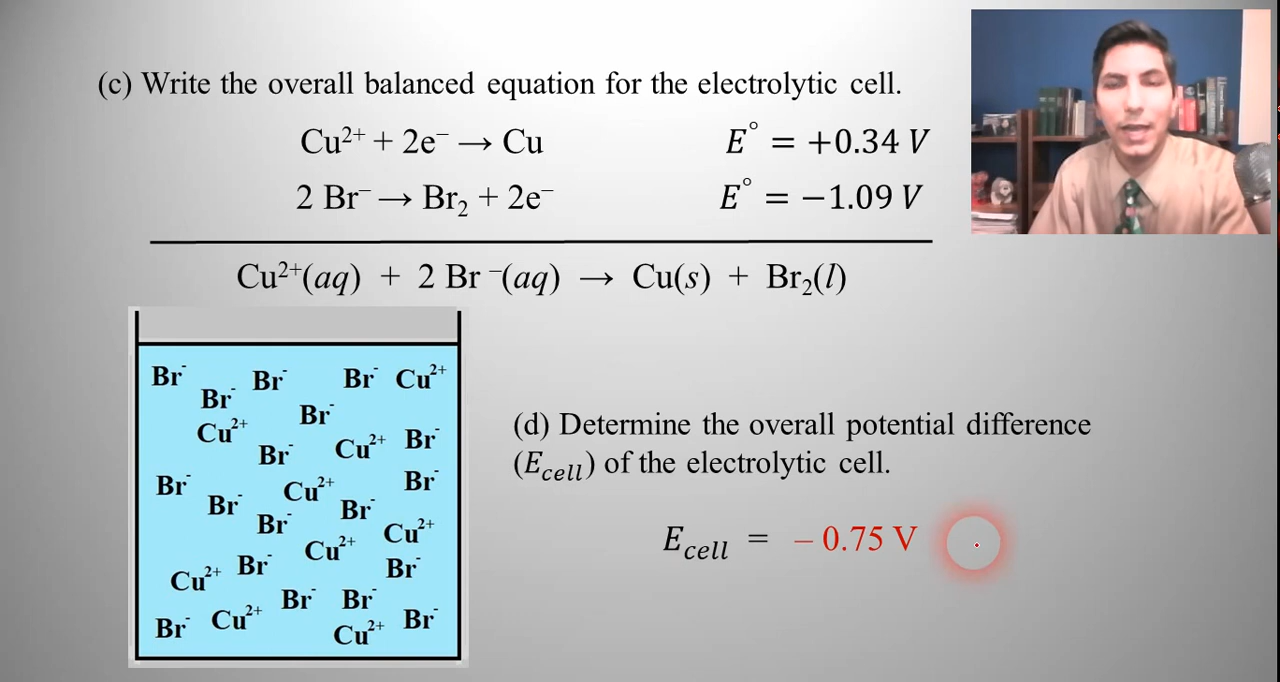 (c) Write the overall balanced equation for the electrolytic cell.
Cu²⁺ + 2e⁻ → Cu E° = +0.34 V
2 Br⁻ → Br₂ + 2e⁻ E° = −1.09 V
Cu²⁺(aq) + 2 Br ⁻(aq) → Cu(s) + Br₂(l)
Br⁻ Br⁻ Br⁻ Cu²⁺
Br⁻ Br⁻
Cu²⁺ Cu²⁺ Br⁻
Br⁻
Br⁻ Cu²⁺ Br⁻
Br⁻ Br⁻
Br⁻ Cu²⁺
Cu²⁺
Cu²⁺ Br⁻ Br⁻
Br⁻ Br⁻
Br⁻ Cu²⁺ Cu²⁺ Br⁻
(d) Determine the overall potential difference
(E꜀ₑₗₗ) of the electrolytic cell.
E꜀ₑₗₗ = – 0.75 V